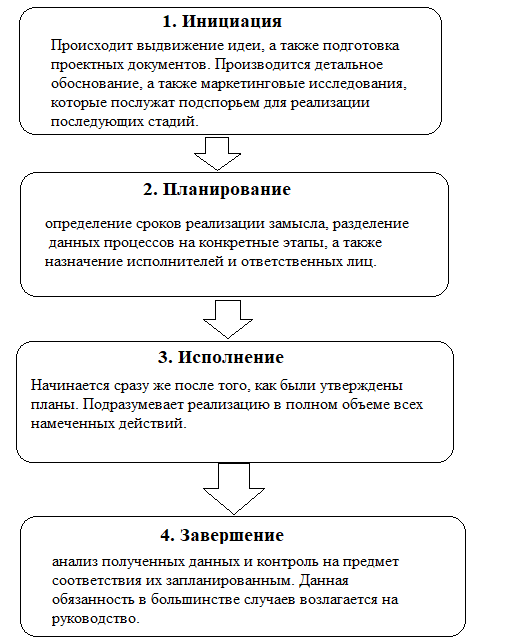 1. Инициация
Происходит выдвижение идеи, а также подготовка
проектных документов. Производится детальное
обоснование, а также маркетинговые исследования,
которые послужат подспорьем для реализации
последующих стадий.
2. Планирование
определение сроков реализации замысла, разделение
данных процессов на конкретные этапы, а также
назначение исполнителей и ответственных лиц.
3. Исполнение
Начинается сразу же после того, как были утверждены
планы. Подразумевает реализацию в полном объеме всех
намеченных действий.
4. Завершение
анализ полученных данных и контроль на предмет
соответствия их запланированным. Данная
обязанность в большинстве случаев возлагается на
руководство.